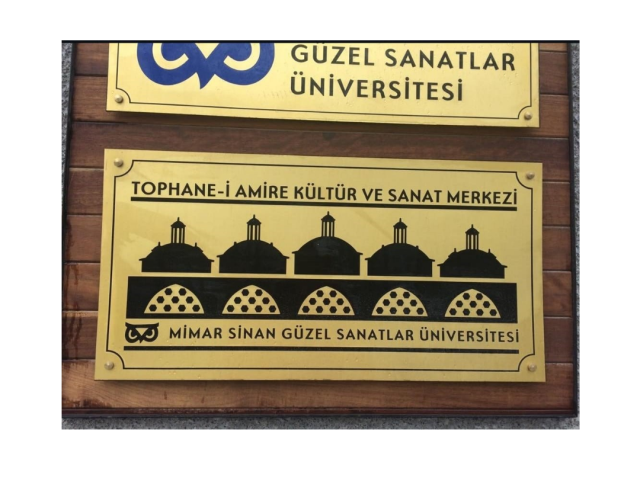 GÜZEL SANATLAR
ÜNİVERSİTESİ
TOPHANE-İ AMİRE KÜLTÜR VE SANAT MERKEZİ
MİMAR SİNAN GÜZEL SANATLAR ÜNİVERSİTESİ